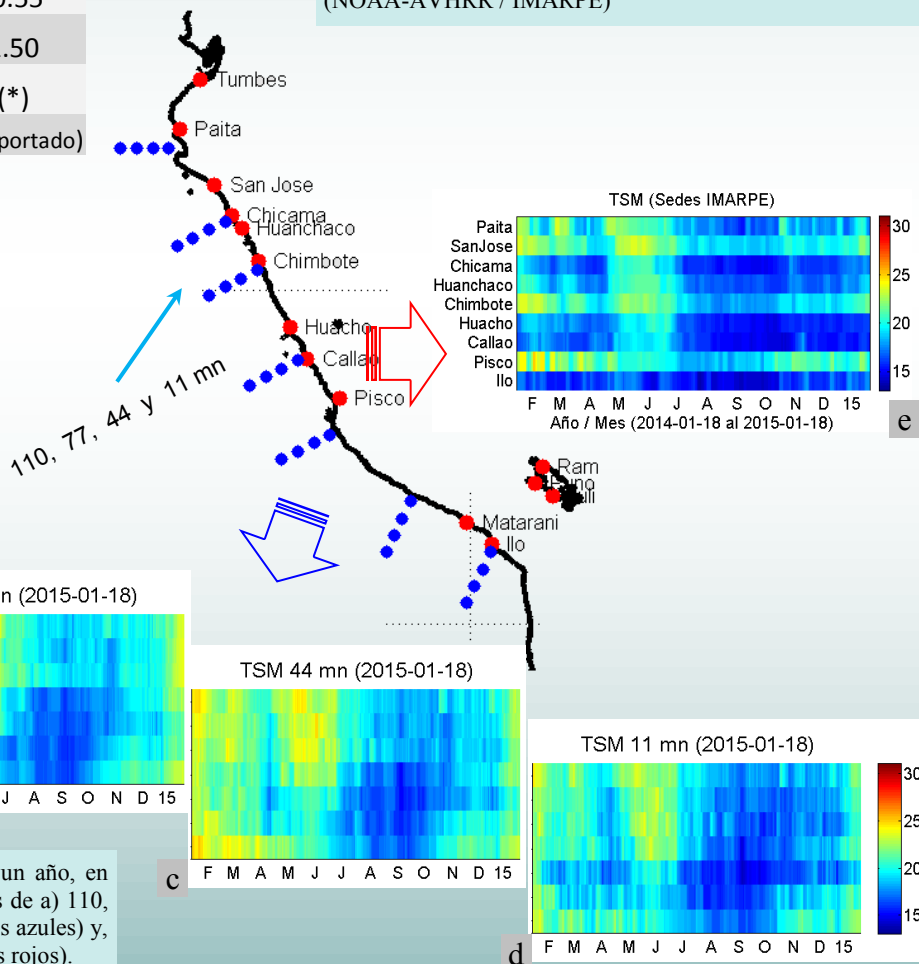 (NOAA-AVHRR / IMARPE)
.50
(*)
portado)
Tumbes
Paita
San Jose
Chicama
Huanchaco
Chimbote
Huacho
Callao
Pisco
110, 77, 44 y 11 mn
Ram
Matarani
Ilo
TSM (Sedes IMARPE)
Paita
SanJose
Chicama
Huanchaco
Chimbote
Huacho
Callao
Pisco
Ilo
30
25
20
15
F M A M J J A S O N D 15
Año / Mes (2014-01-18 al 2015-01-18)
e
n (2015-01-18)
J A S O N D 15
TSM 44 mn (2015-01-18)
F M A M J J A S O N D 15
c
TSM 11 mn (2015-01-18)
30
25
20
15
F M A M J J A S O N D 15
d
un año, en
s de a) 110,
s azules) y,
s rojos).